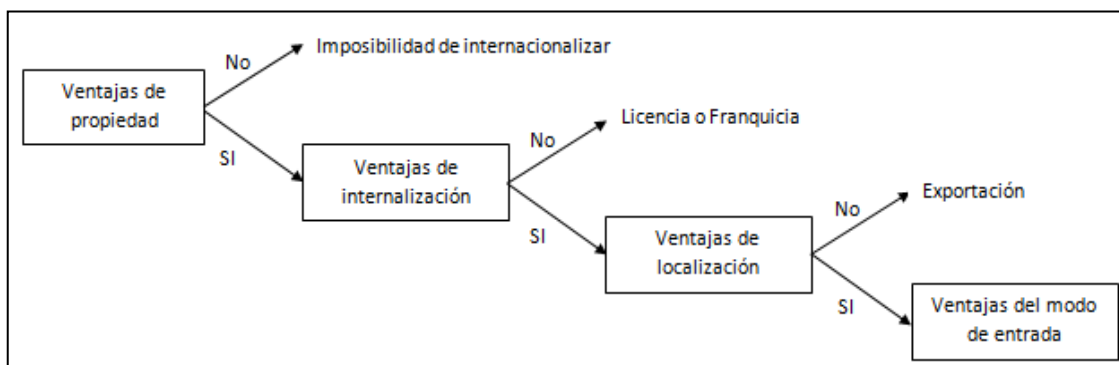 No
Imposibilidad de internacionalizar
Ventajas de
propiedad
SI
No
Licencia o Franquicia
Ventajas de
internalización
SI
No
Exportación
Ventajas de
localización
SI
Ventajas del modo
de entrada